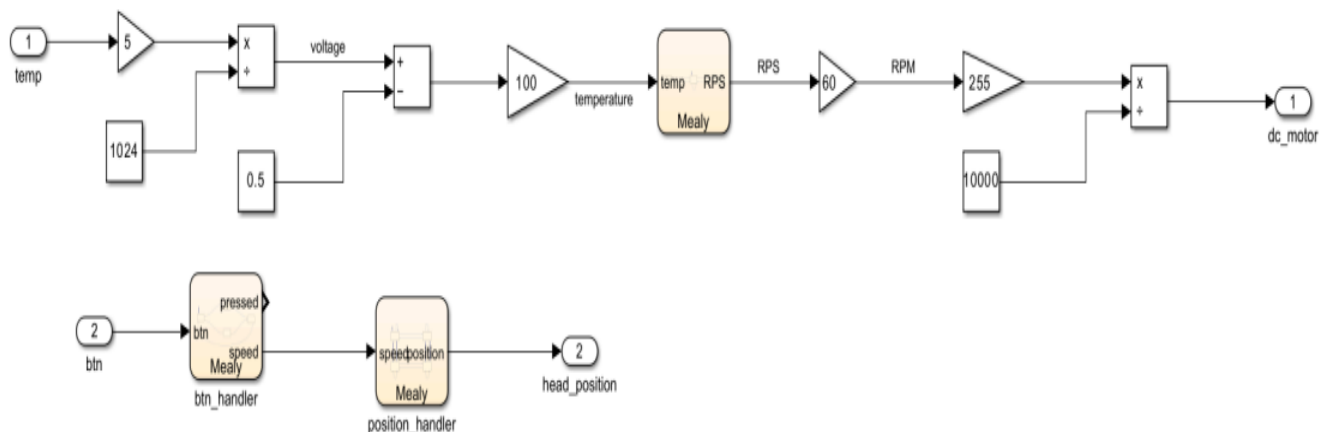 1
temp
5
x
÷
1024
voltage
+
−
0.5
100
temperature
temp RPS
Mealy
RPS
60
RPM
255
x
÷
10000
1
dc_motor
2
btn
pressed
btn
speed
Mealy
btn_handler
speed position
Mealy
position_handler
2
head_position